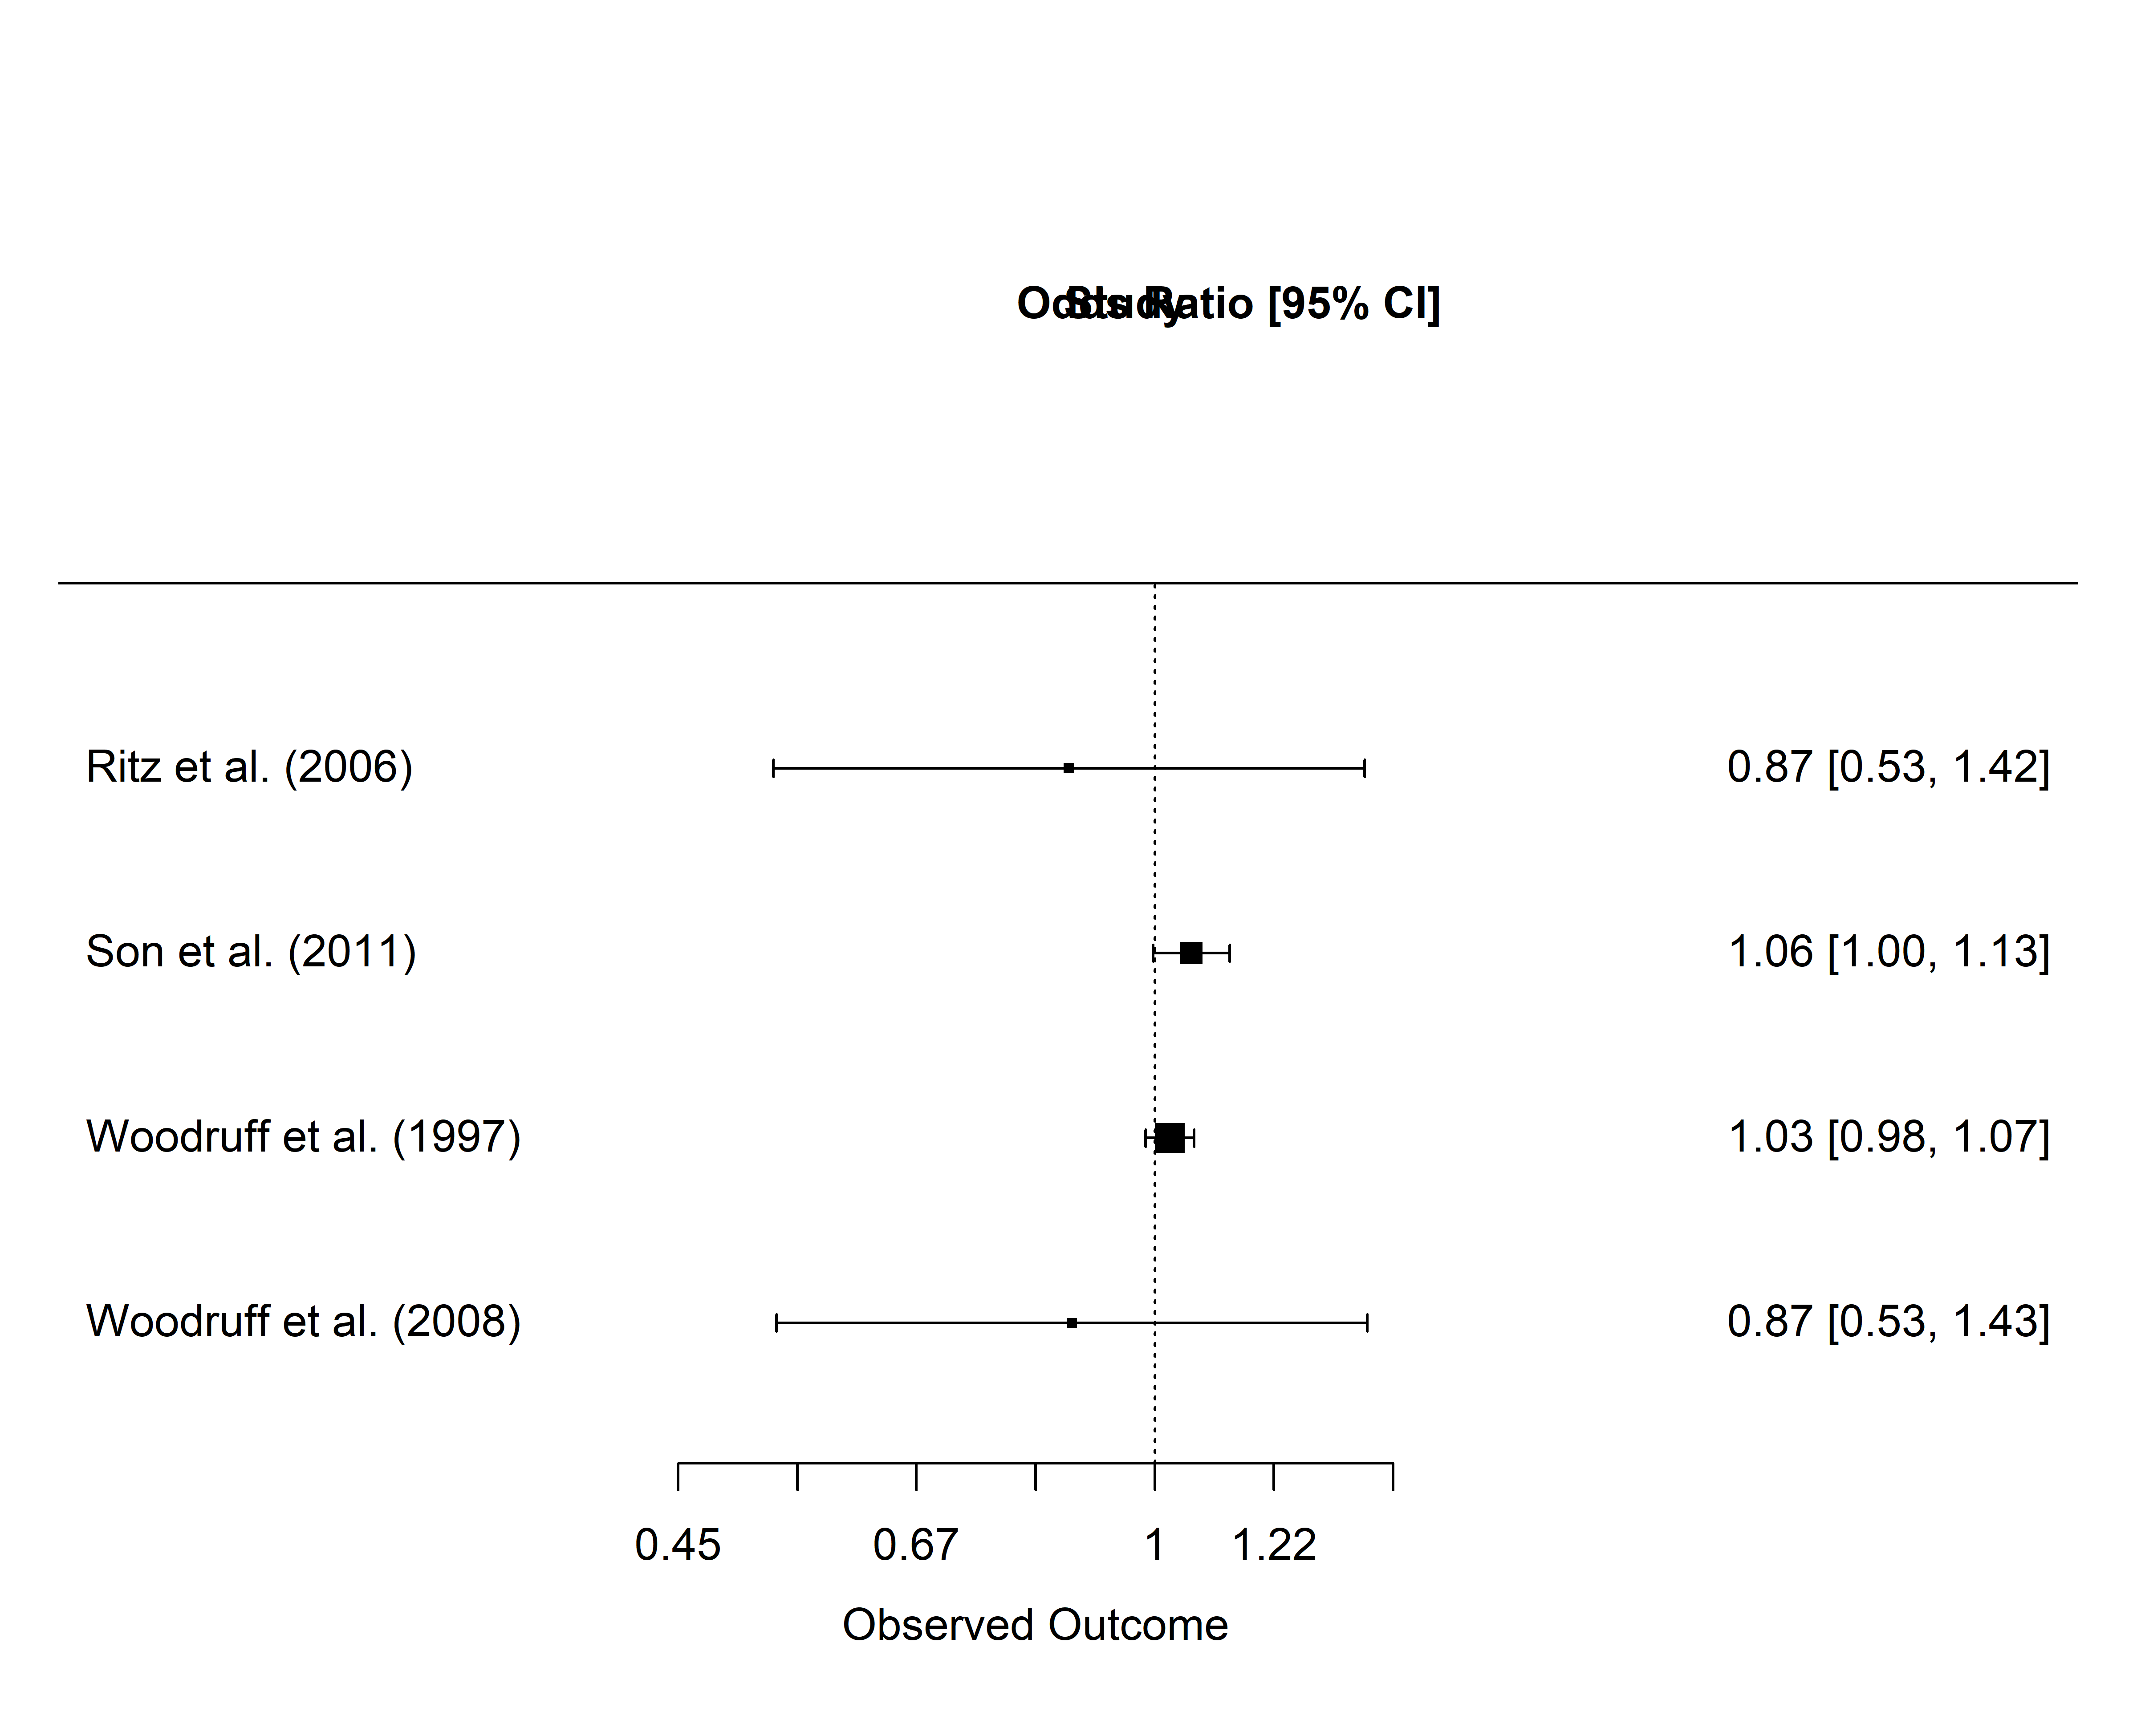 Study
Odds Ratio [95% CI]
Ritz et al. (2006) 0.87 [0.53, 1.42]
Son et al. (2011) 1.06 [1.00, 1.13]
Woodruff et al. (1997) 1.03 [0.98, 1.07]
Woodruff et al. (2008) 0.87 [0.53, 1.43]
0.45 0.67 1 1.22
Observed Outcome